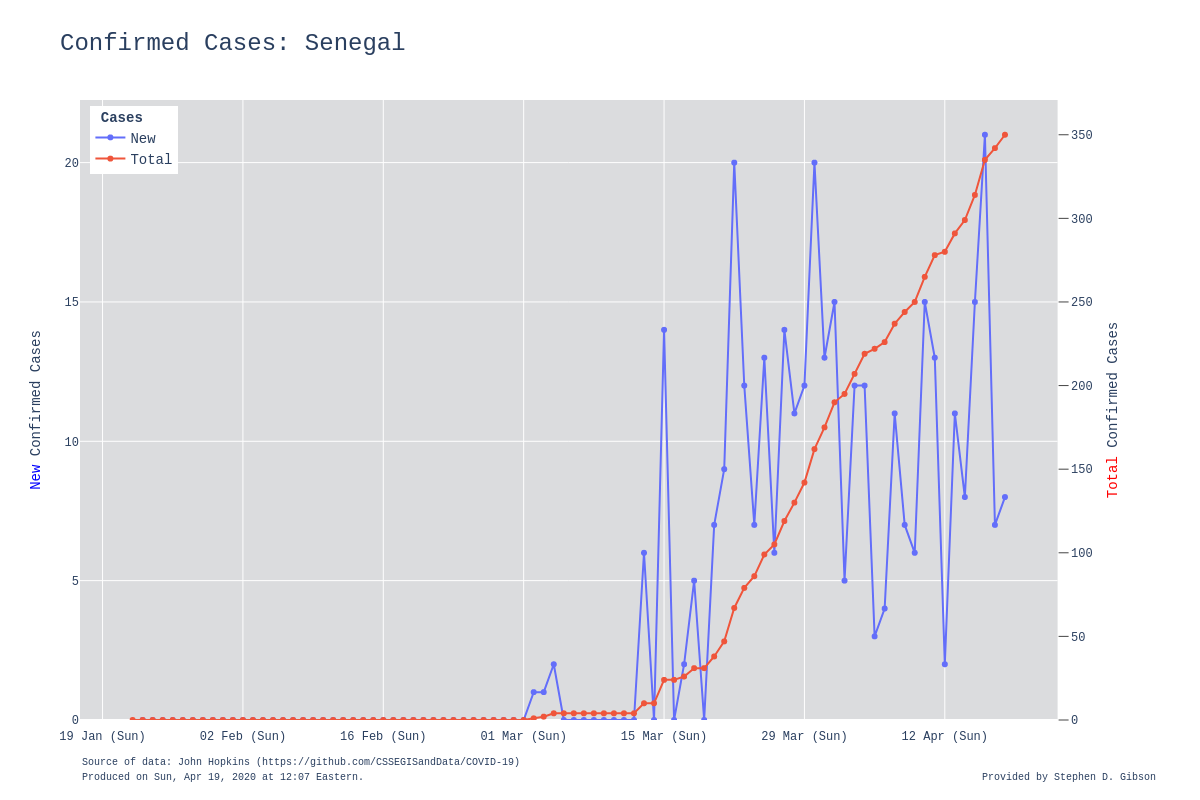 Confirmed Cases: Senegal
Cases
New
Total
20
15
10
5
0
350
300
250
200
150
100
50
0
New Confirmed Cases
Total Confirmed Cases
19 Jan (Sun) 02 Feb (Sun) 16 Feb (Sun) 01 Mar (Sun) 15 Mar (Sun) 29 Mar (Sun) 12 Apr (Sun)
Source of data: John Hopkins (https://github.com/CSSEGISandData/COVID-19)
Produced on Sun, Apr 19, 2020 at 12:07 Eastern.
Provided by Stephen D. Gibson